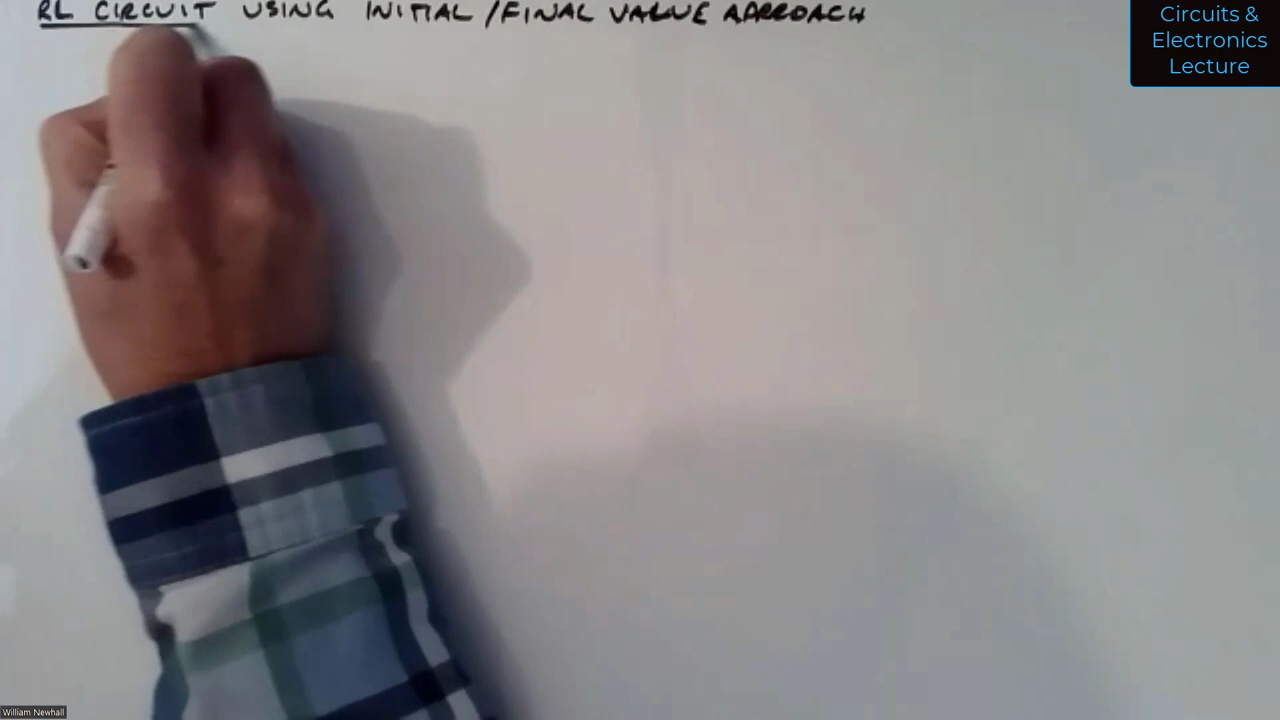 RL CIRCUIT USING INITIAL/FINAL VALUE APPROACH
Circuits &
Electronics
Lecture
William Newhall